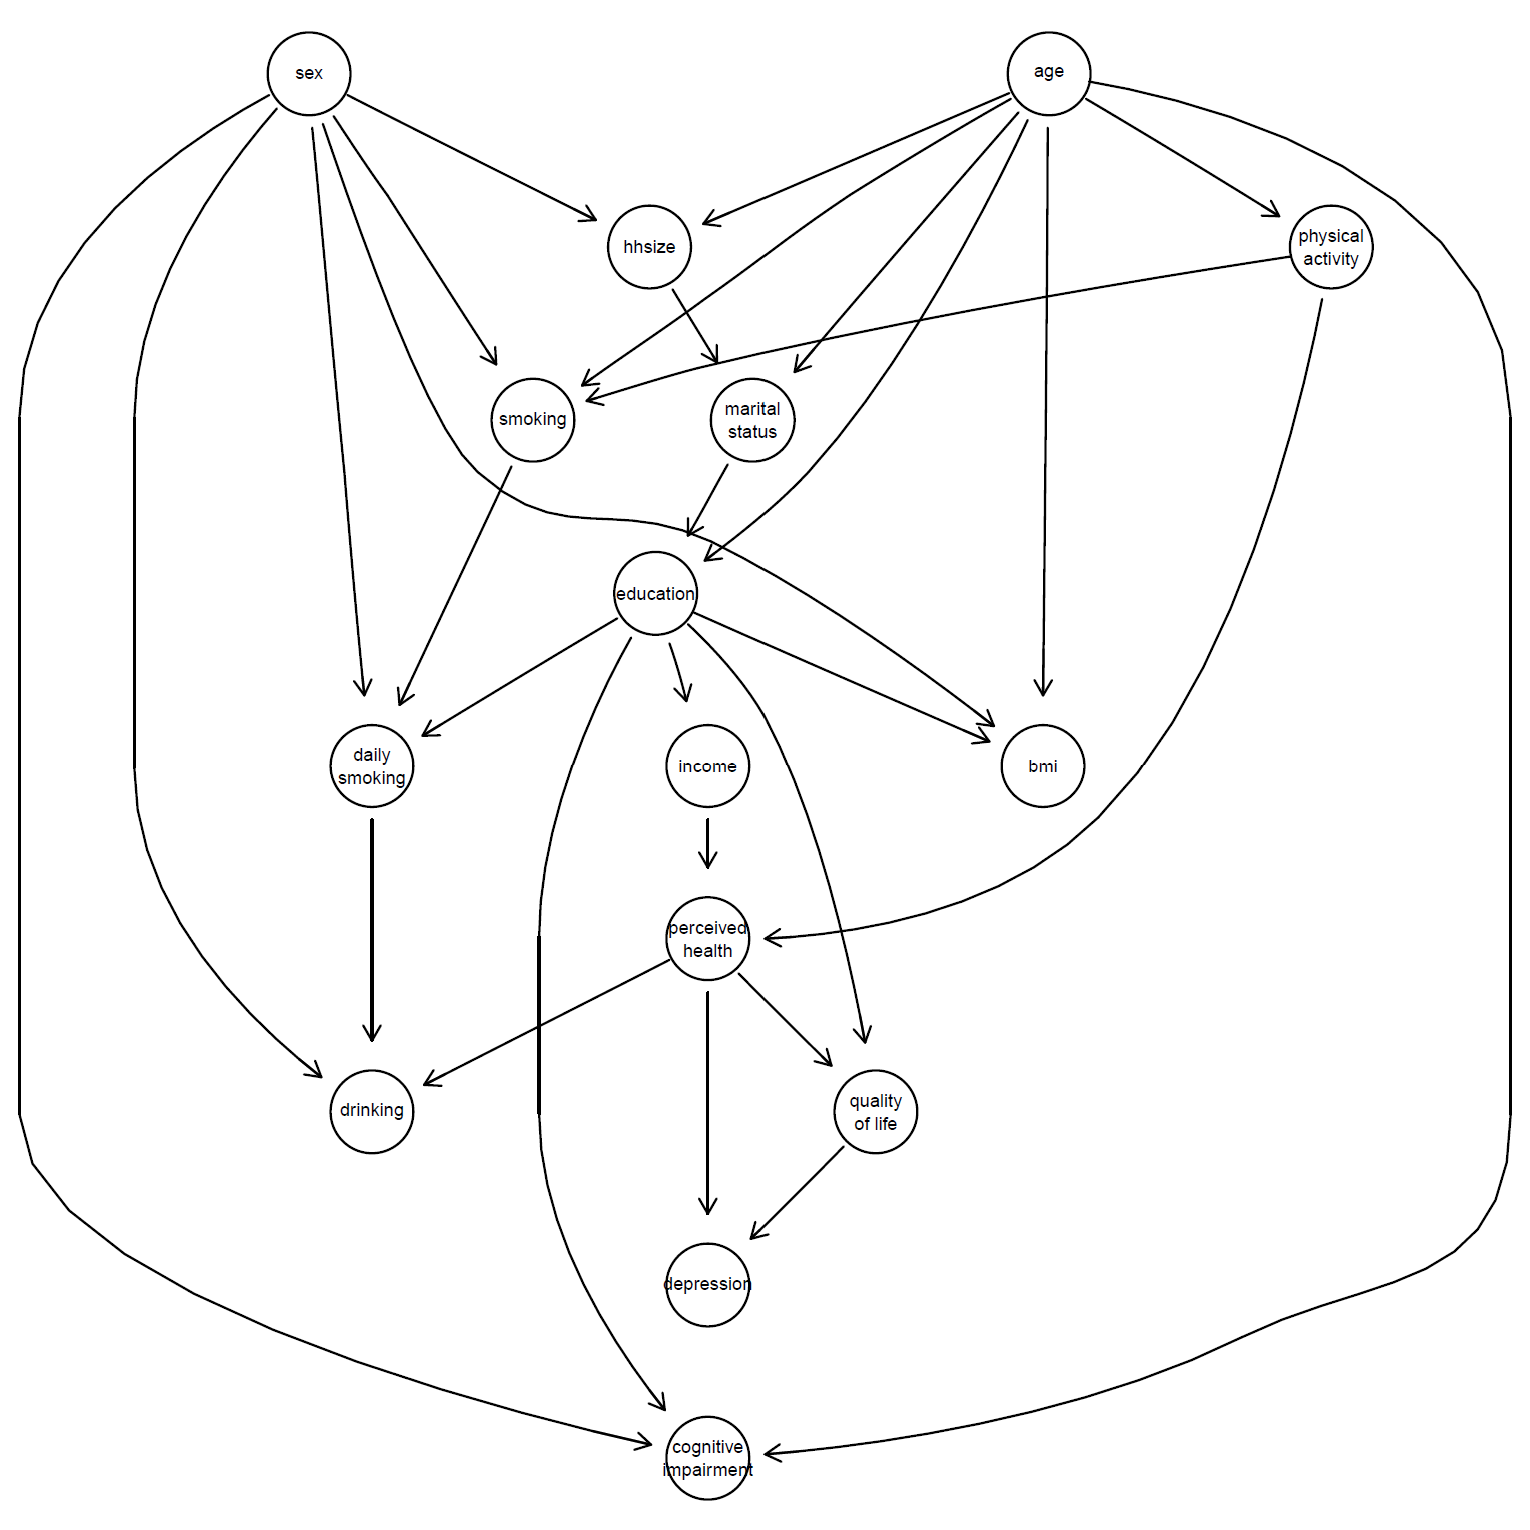 sex
age
hhsize
physical
activity
smoking
marital
status
education
daily
smoking
income
bmi
perceived
health
drinking
quality
of life
depression
cognitive
impairment